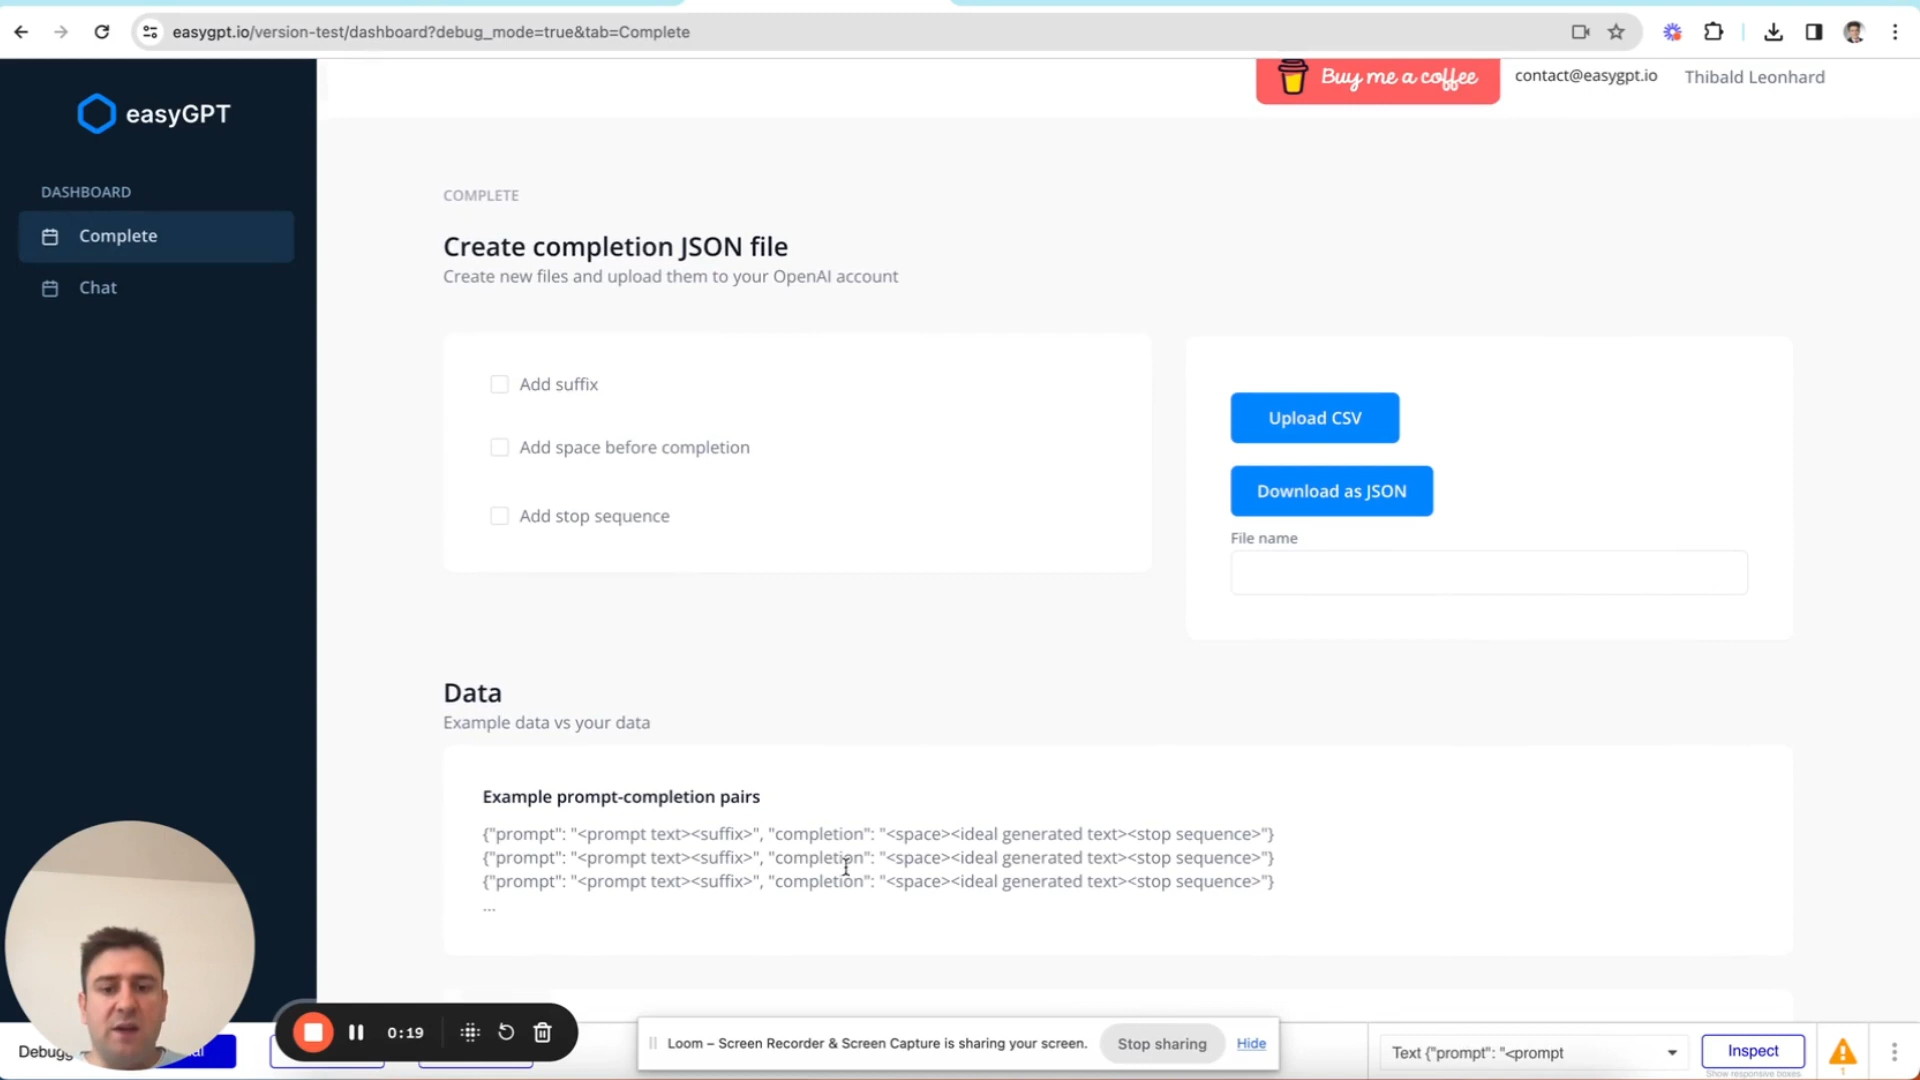 easygpt.io/version-test/dashboard?debug_mode=true&tab=Complete
easyGPT
Buy me a coffee
contact@easygpt.io
Thibald Leonhard
DASHBOARD
Complete
Chat
COMPLETE
Create completion JSON file
Create new files and upload them to your OpenAI account
Add suffix
Add space before completion
Add stop sequence
Upload CSV
Download as JSON
File name
Data
Example data vs your data
Example prompt-completion pairs
{"prompt": "<prompt text><suffix>", "completion": "<space><ideal generated text><stop sequence>"}
{"prompt": "<prompt text><suffix>", "completion": "<space><ideal generated text><stop sequence>"}
{"prompt": "<prompt text><suffix>", "completion": "<space><ideal generated text><stop sequence>"}
...
0:19
Loom – Screen Recorder & Screen Capture is sharing your screen.
Stop sharing
Hide
Text {"prompt": "<prompt
Inspect
Show responsive boxes
1